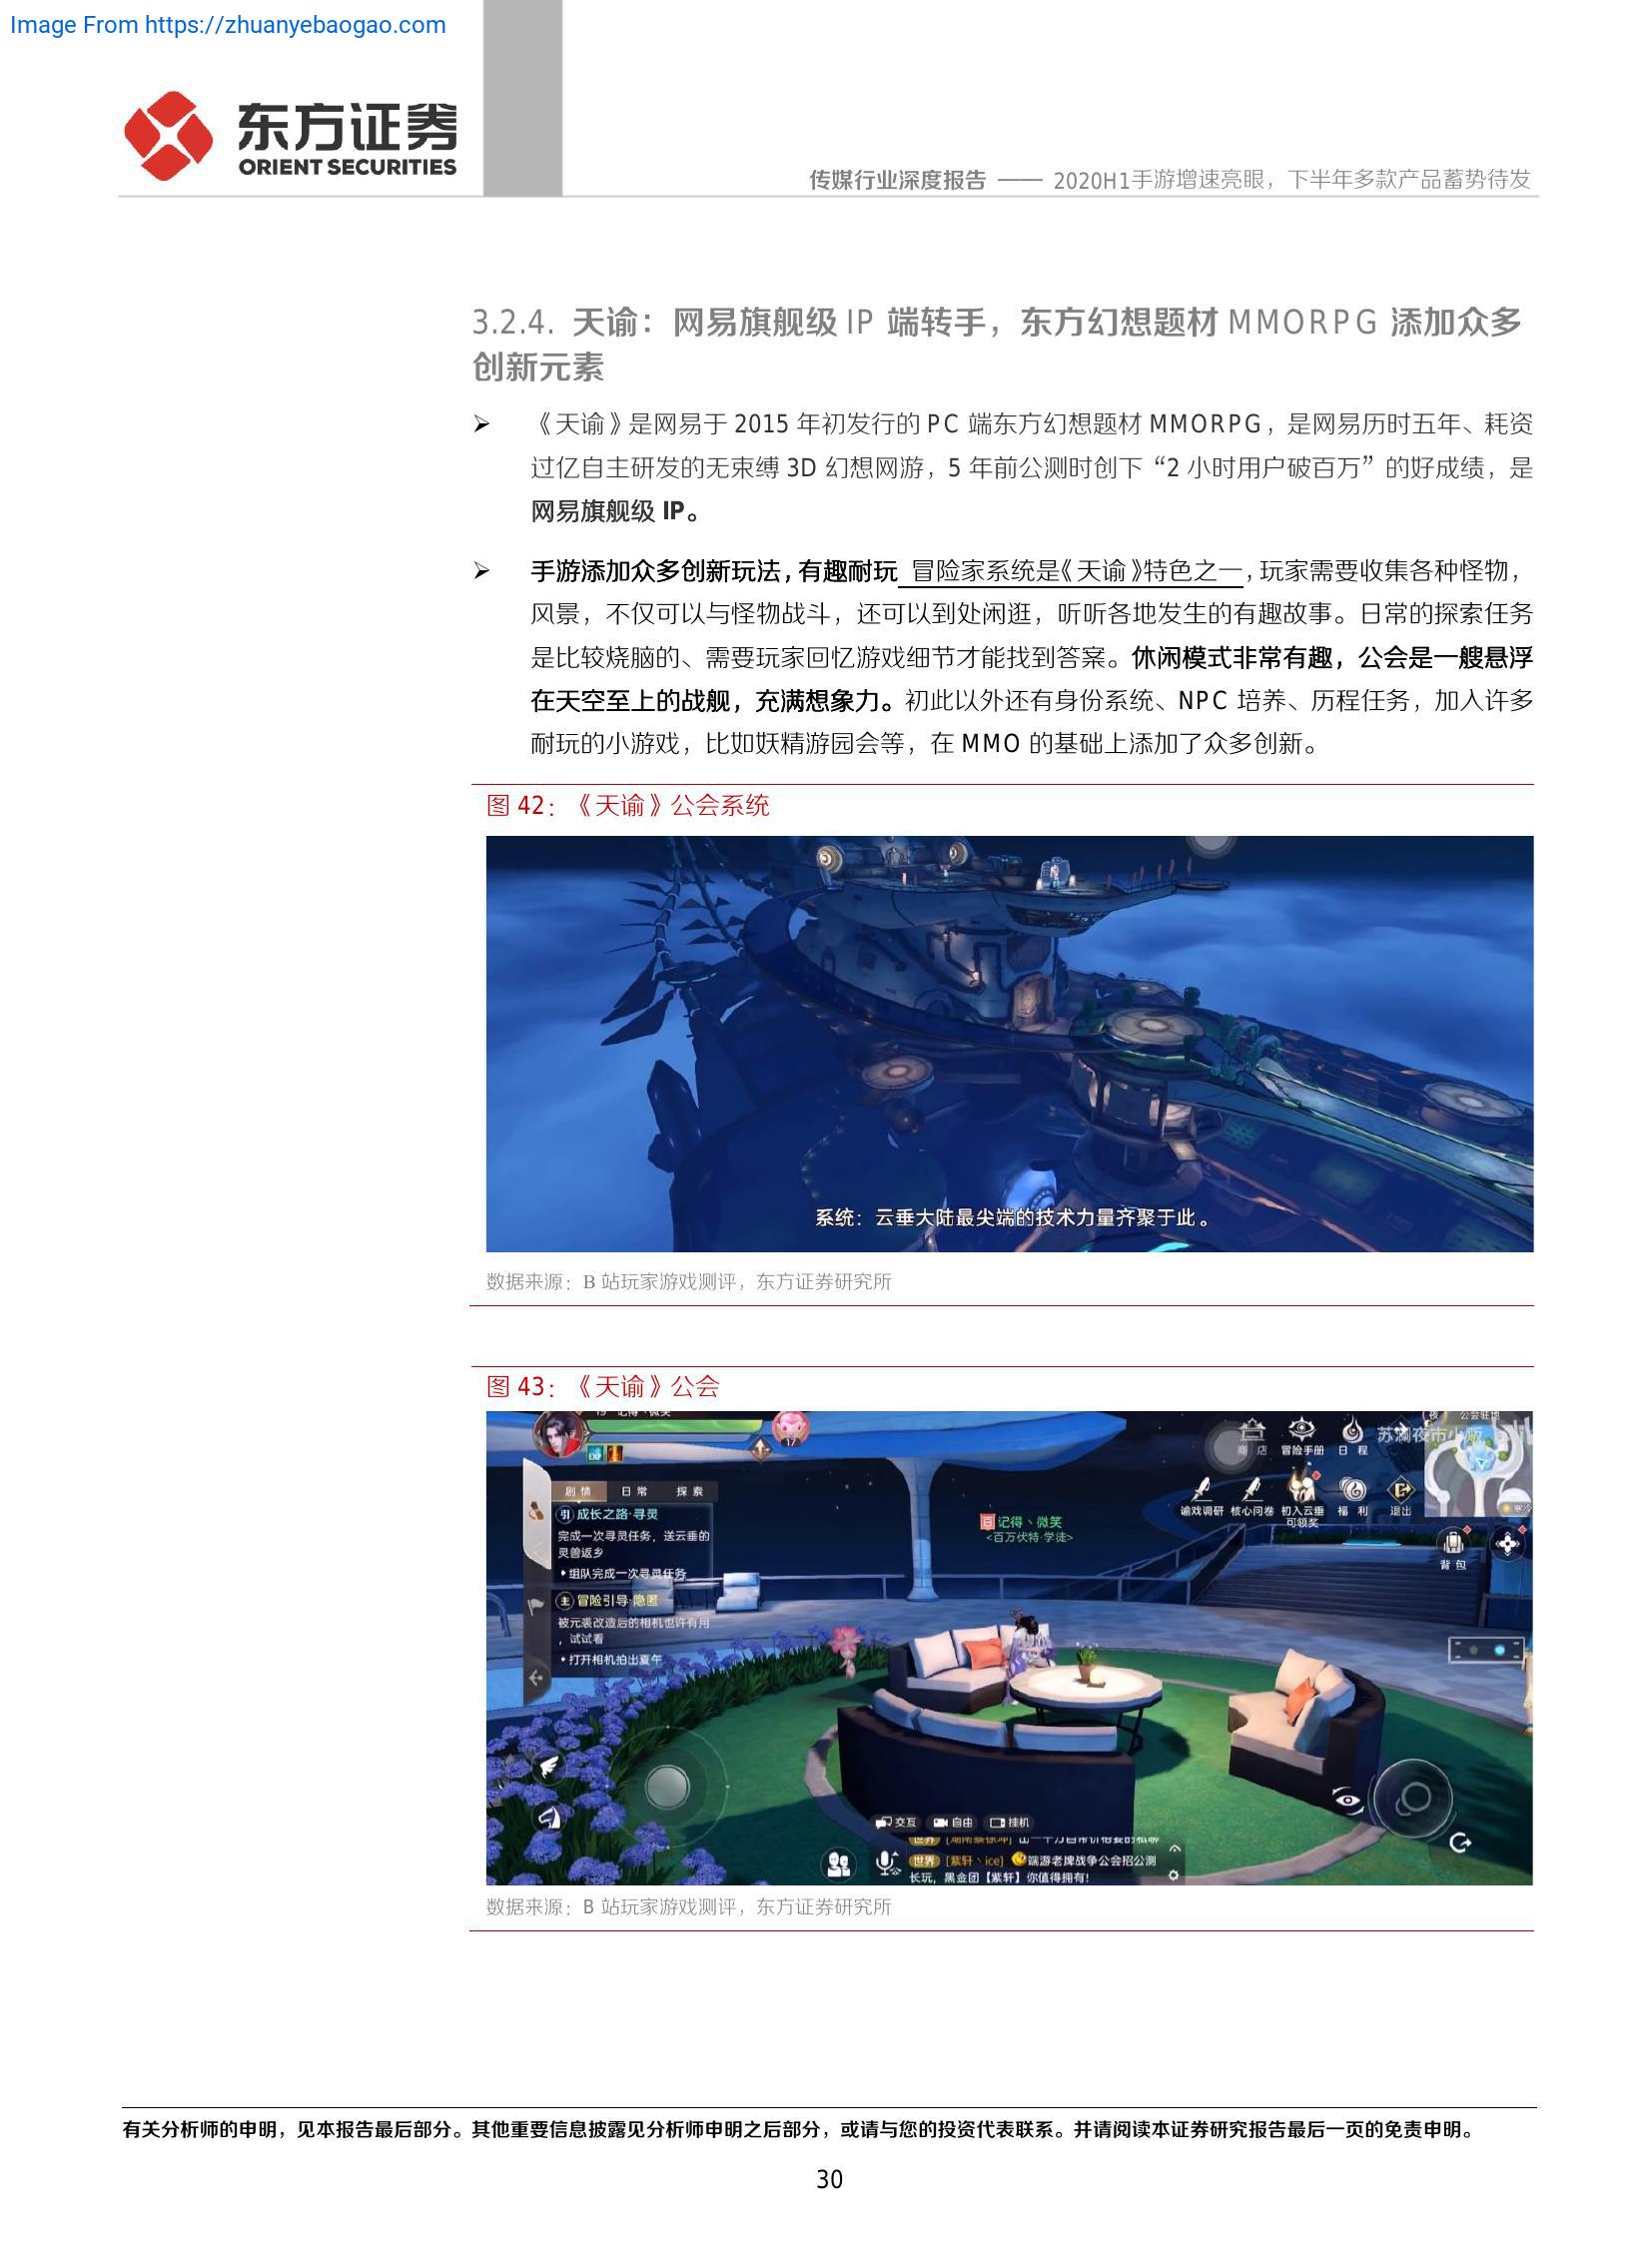 Image From https://zhuanyebaogao.com
东方证券
ORIENT SECURITIES
传媒行业深度报告 —— 2020H1手游增速亮眼，下半年多款产品蓄势待发
3.2.4. 天谕：网易旗舰级 IP 端转手，东方幻想题材 MMORPG 添加众多
创新元素
➢ 《天谕》是网易于 2015 年初发行的 PC 端东方幻想题材 MMORPG，是网易历时五年、耗资
过亿自主研发的无束缚 3D 幻想网游，5 年前公测时创下“2 小时用户破百万”的好成绩，是
网易旗舰级 IP。
➢ 手游添加众多创新玩法，有趣耐玩 冒险家系统是《天谕》特色之一，玩家需要收集各种怪物，
风景，不仅可以与怪物战斗，还可以到处闲逛，听听各地发生的有趣故事。日常的探索任务
是比较烧脑的、需要玩家回忆游戏细节才能找到答案。休闲模式非常有趣，公会是一艘悬浮
在天空至上的战舰，充满想象力。初此以外还有身份系统、NPC 培养、历程任务，加入许多
耐玩的小游戏，比如妖精游园会等，在 MMO 的基础上添加了众多创新。
图 42：《天谕》公会系统
系统：云垂大陆最尖端的技术力量齐聚于此。
数据来源：B 站玩家游戏测评，东方证券研究所
图 43：《天谕》公会
17
商店 冒险手册 日程
EXP
剧情 日常 探索
引 成长之路·寻灵
完成一次寻灵任务，送云垂的
灵兽返乡
• 组队完成一次寻灵任务
主 冒险引导·隐匿
被元裘改造后的相机也许有用
，试试看
• 打开相机拍出夏午
记得丶微笑
<百万伏特·学徒>
谕戏调研 核心问卷 初入云垂 福利 退出
可领奖
背包
交互 自由 挂机
世界 [紫轩丶ice] 端游老牌战争公会招公测
长玩，黑金团【紫轩】你值得拥有！
数据来源：B 站玩家游戏测评，东方证券研究所
有关分析师的申明，见本报告最后部分。其他重要信息披露见分析师申明之后部分，或请与您的投资代表联系。并请阅读本证券研究报告最后一页的免责申明。
30